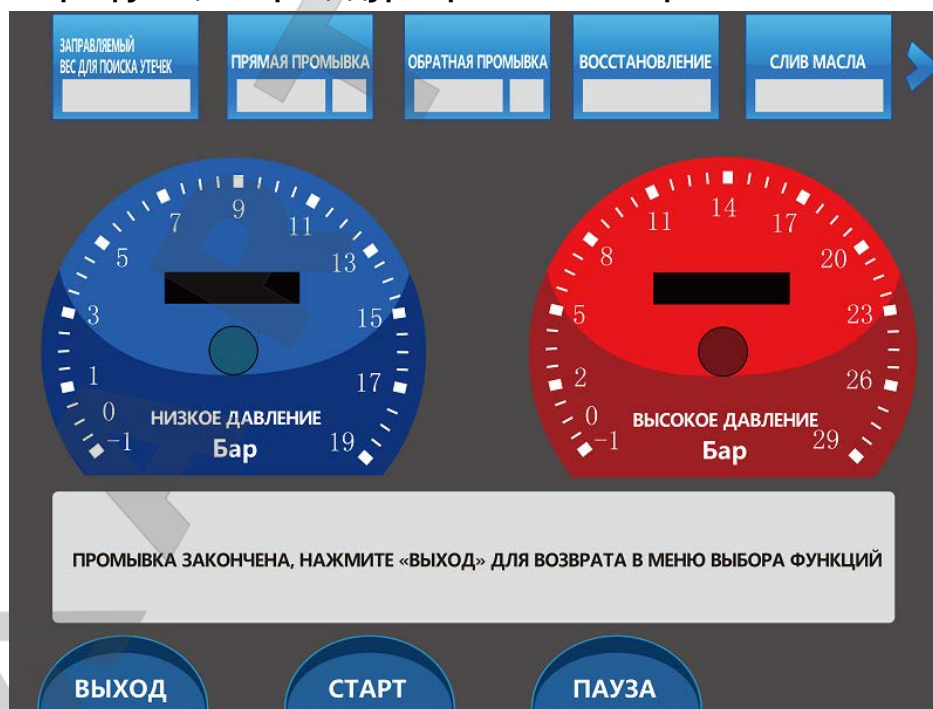 ЗАПРАВЛЯЕМЫЙ
ВЕС ДЛЯ ПОИСКА УТЕЧЕК
ПРЯМАЯ ПРОМЫВКА
ОБРАТНАЯ ПРОМЫВКА
ВОССТАНОВЛЕНИЕ
СЛИВ МАСЛА
-1 0 1 3 5 7 9 11 13 15 17 19
НИЗКОЕ ДАВЛЕНИЕ
Бар
-1 0 2 5 8 11 14 17 20 23 26 29
ВЫСОКОЕ ДАВЛЕНИЕ
Бар
ПРОМЫВКА ЗАКОНЧЕНА, НАЖМИТЕ «ВЫХОД» ДЛЯ ВОЗВРАТА В МЕНЮ ВЫБОРА ФУНКЦИЙ
ВЫХОД
СТАРТ
ПАУЗА